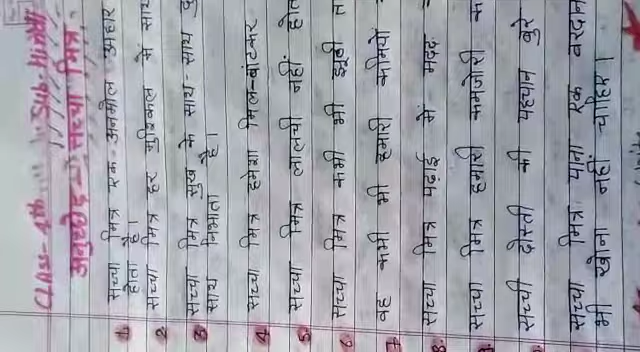 CLASS-4th Sub-Hindi
अनुच्छेद - सच्चा मित्र
1. सच्चा मित्र एक अनमोल उपहार
होता है।
2 सच्चा मित्र हर मुश्किल में साथ
3 सच्चा मित्र सुख के साथ-साथ दु
साथ निभाता है।
4. सच्चा मित्र हमेशा मिल-बांटकर
5. सच्चा मित्र लालची नहीं होत
6 सच्चा मित्र कभी भी झूठी त
7 वह कभी भी हमारी कमियों
8. सच्चा मित्र पढ़ाई में मदद
9. सच्चा मित्र हमारी कमजोरी
सच्ची दोस्ती की पहचान बुरे
सच्चा मित्र पाना एक वरदान
भी खोना नहीं चाहिए।